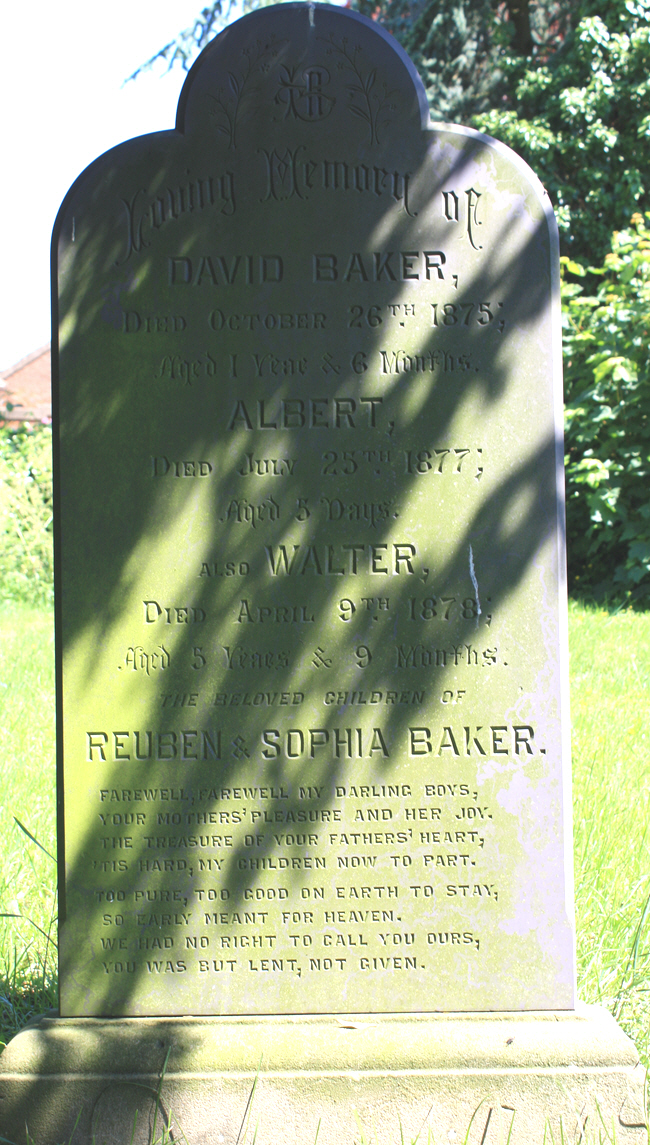 Loving Memory of
DAVID BAKER,
DIED OCTOBER 26TH. 1875;
Aged 1 Year & 6 Months.
ALBERT,
DIED JULY 25TH. 1877;
Aged 5 Days.
ALSO WALTER,
DIED APRIL 9TH. 1878;
Aged 5 Years & 9 Months.
THE BELOVED CHILDREN OF
REUBEN & SOPHIA BAKER.
FAREWELL, FAREWELL MY DARLING BOYS,
YOUR MOTHERS' PLEASURE AND HER JOY.
THE TREASURE OF YOUR FATHERS' HEART,
'TIS HARD, MY CHILDREN NOW TO PART.
TOO PURE, TOO GOOD ON EARTH TO STAY,
SO EARLY MEANT FOR HEAVEN.
WE HAD NO RIGHT TO CALL YOU OURS,
YOU WAS BUT LENT, NOT GIVEN.